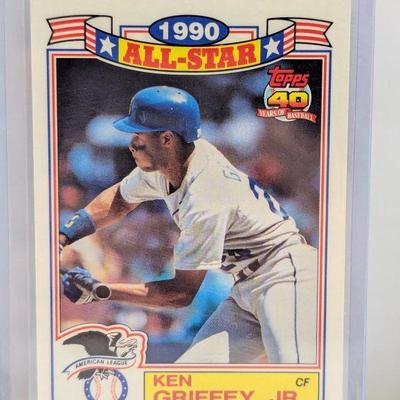 1990
ALL-STAR
Topps
40
YEARS OF BASEBALL
AMERICAN LEAGUE
KEN
CF
GRIFFEY, JR.